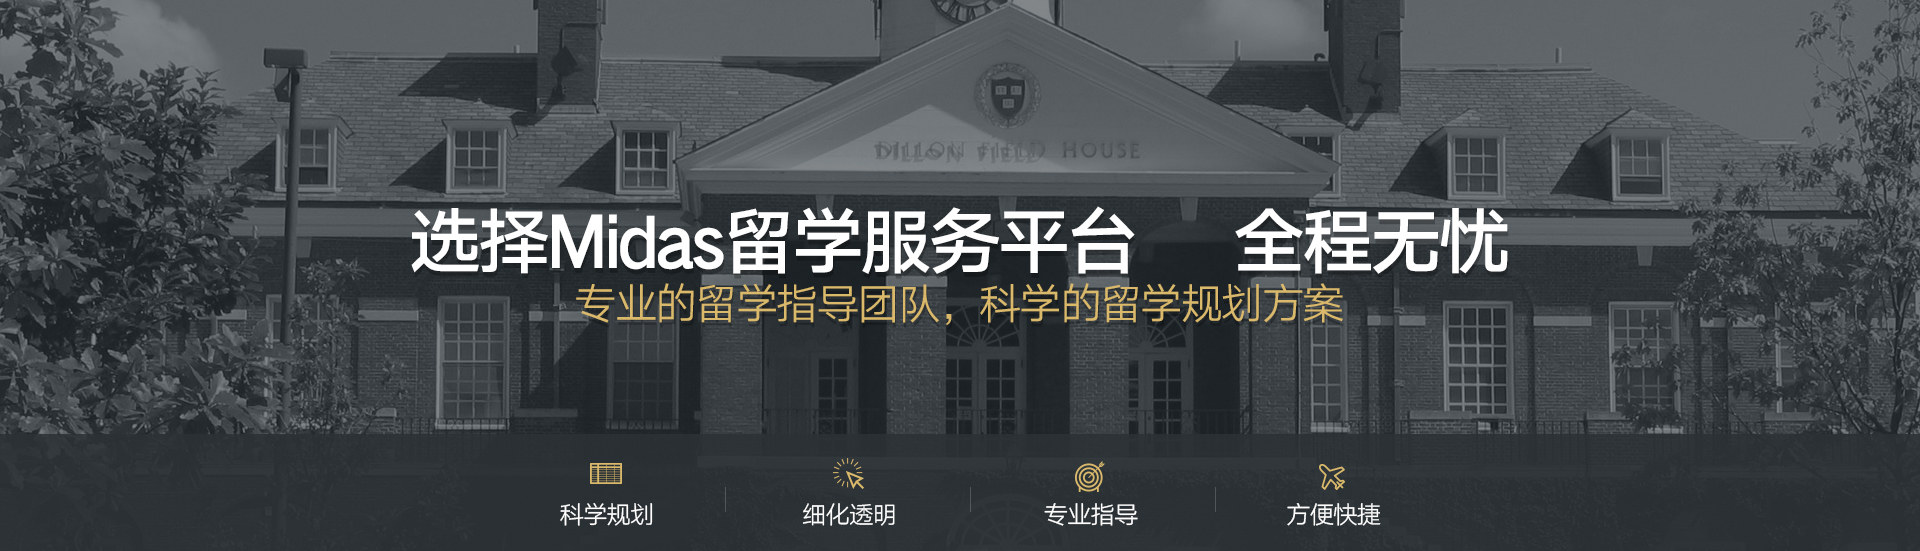 DILLON FIELD HOUSE
选择Midas留学服务平台 全程无忧
专业的留学指导团队，科学的留学规划方案
科学规划 细化透明 专业指导 方便快捷